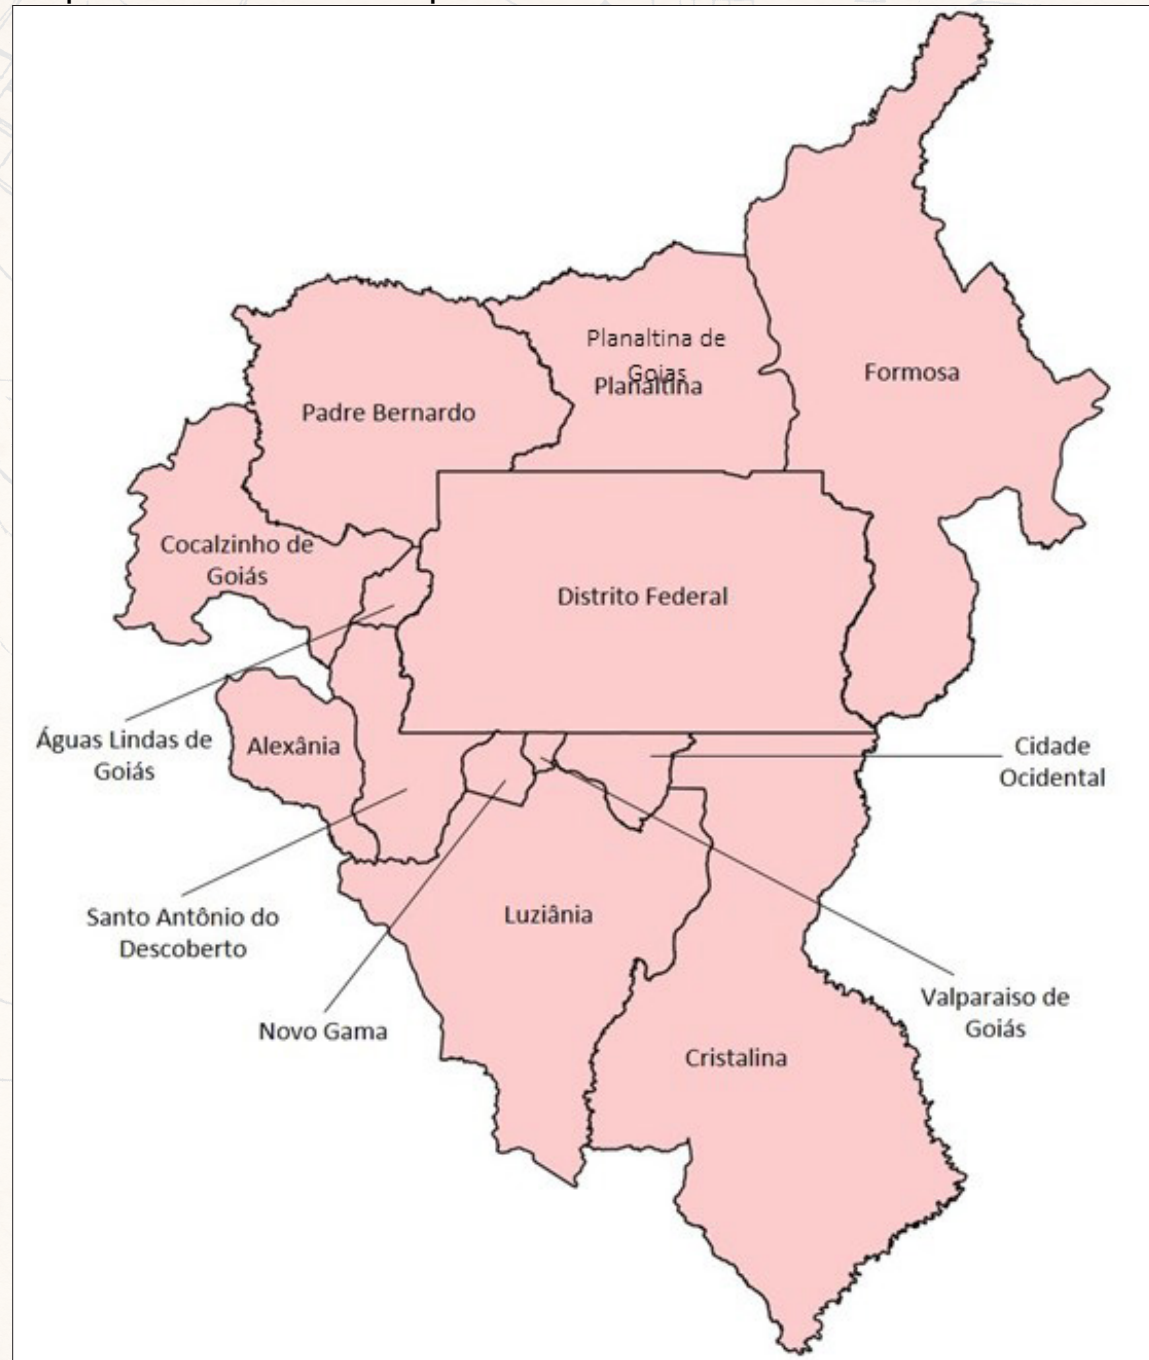 Planaltina de
Goias
Planaltina
Formosa
Padre Bernardo
Cocalzinho de
Goiás
Distrito Federal
Águas Lindas de
Goiás
Alexânia
Cidade
Ocidental
Santo Antônio do
Descoberto
Luziânia
Novo Gama
Valparaiso de
Goiás
Cristalina